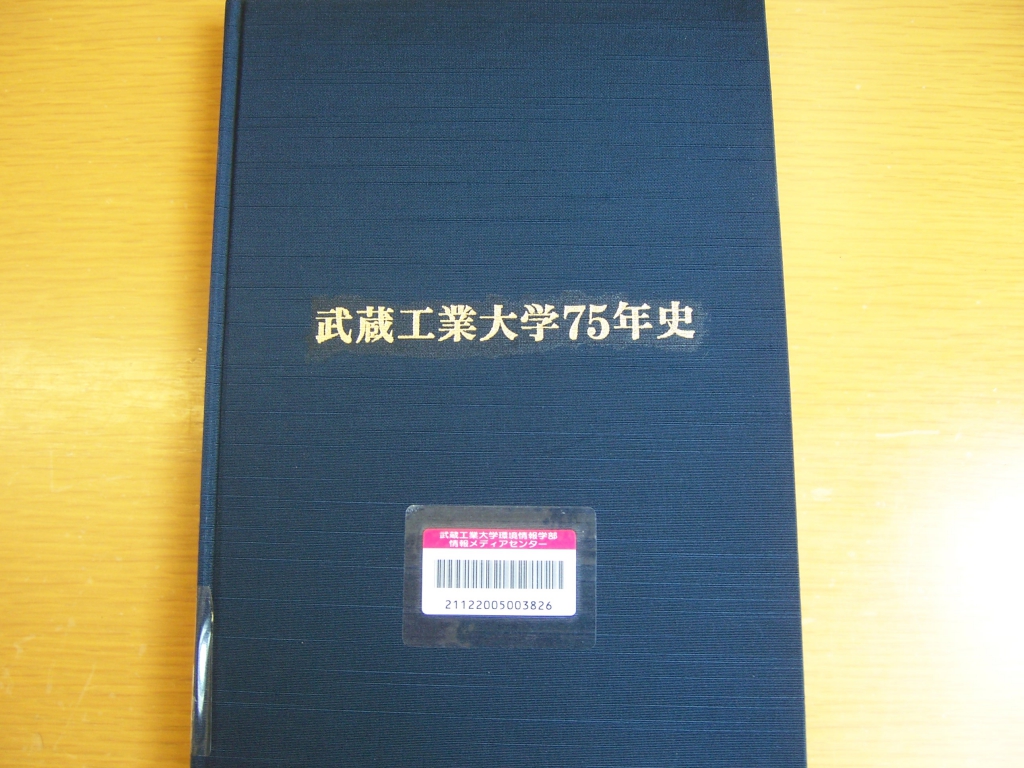 武蔵工業大学75年史
武蔵工業大学環境情報学部
情報メディアセンター
21122005003826